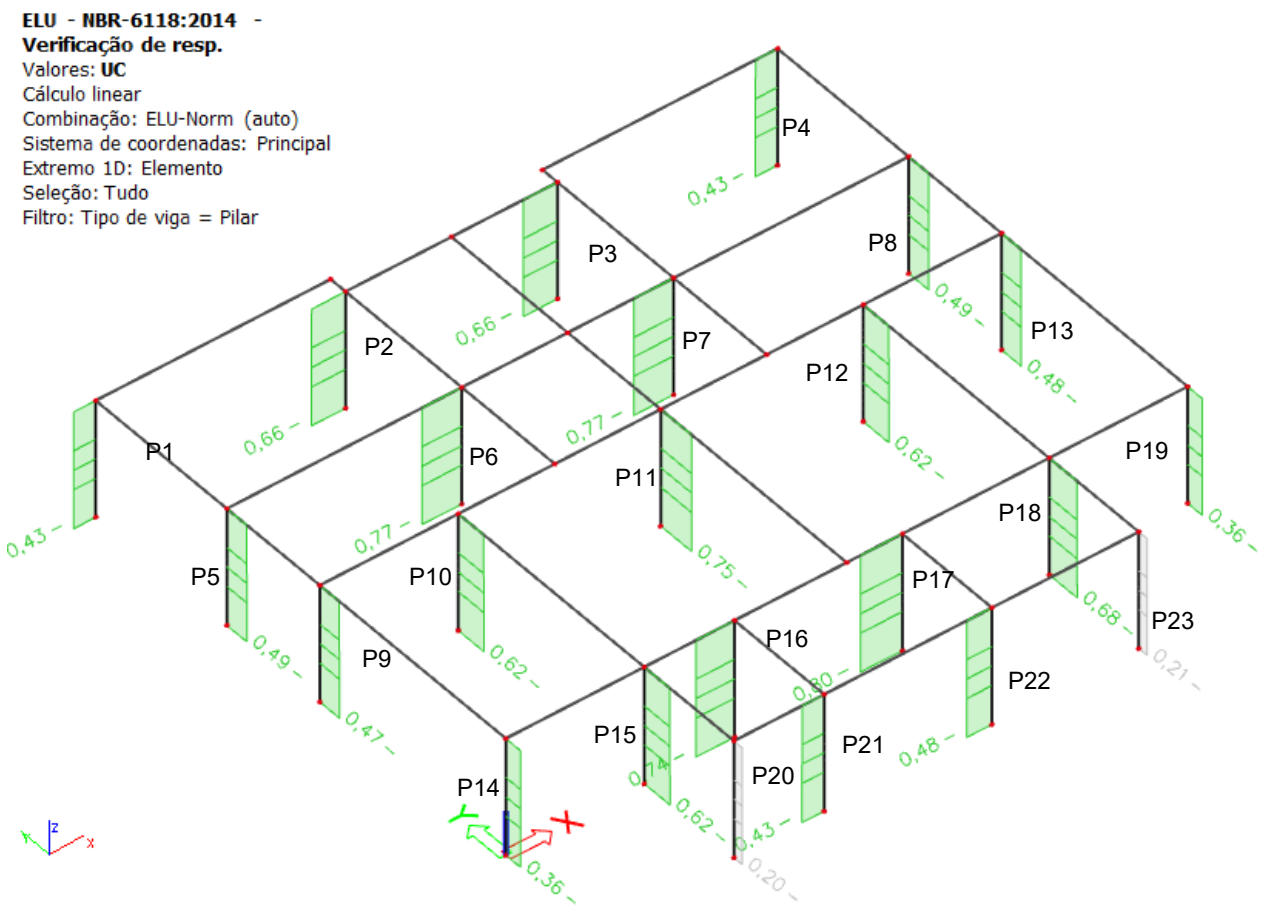 ELU - NBR-6118:2014 -
Verificação de resp.
Valores: UC
Cálculo linear
Combinação: ELU-Norm (auto)
Sistema de coordenadas: Principal
Extremo 1D: Elemento
Seleção: Tudo
Filtro: Tipo de viga = Pilar
P4
0,43
P3
P8
0,66
0,49
P13
0,48
P2
P7
0,66
0,77
P12
0,62
P1
0,43
P6
0,77
P11
0,75
P19
0,36
P5
0,49
P10
0,62
P18
0,68
P9
0,47
P17
0,80
P23
0,21
P16
0,74
P22
0,48
P15
0,62
P21
0,43
P14
0,36
P20
0,20
Y
X
Z
Y
X